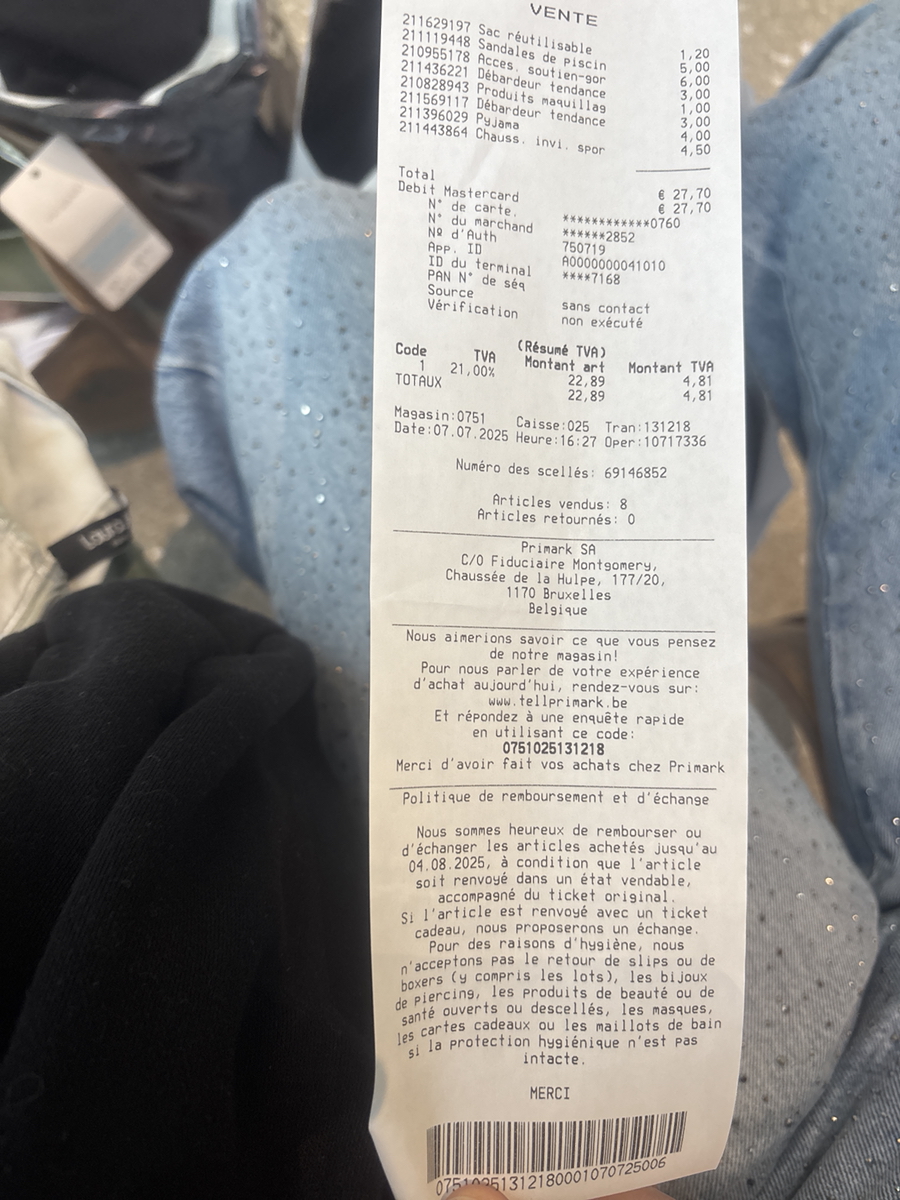 VENTE
211629197 Sac réutilisable 1,20
211119448 Sandales de piscin 5,00
210955178 Acces. soutien-gor 6,00
211436221 Débardeur tendance 3,00
210828943 Produits maquillag 1,00
211569117 Débardeur tendance 3,00
211396029 Pyjama 4,00
211443864 Chauss. invi. spor 4,50
Total € 27,70
Debit Mastercard € 27,70
N° de carte. ************0760
N° du marchand ******2852
Nº d'Auth 750719
App. ID A0000000041010
ID du terminal ****7168
PAN N° de séq
Source sans contact
Vérification non exécuté
(Résumé TVA)
Code TVA Montant art Montant TVA
1 21,00% 22,89 4,81
TOTAUX 22,89 4,81
Magasin:0751 Caisse:025 Tran:131218
Date:07.07.2025 Heure:16:27 Oper:10717336
Numéro des scellés: 69146852
Articles vendus: 8
Articles retournés: 0
Primark SA
C/O Fiduciaire Montgomery,
Chaussée de la Hulpe, 177/20,
1170 Bruxelles
Belgique
Nous aimerions savoir ce que vous pensez
de notre magasin!
Pour nous parler de votre expérience
d'achat aujourd'hui, rendez-vous sur:
www.tellprimark.be
Et répondez à une enquête rapide
en utilisant ce code:
0751025131218
Merci d'avoir fait vos achats chez Primark
Politique de remboursement et d'échange
Nous sommes heureux de rembourser ou
d'échanger les articles achetés jusqu'au
04.08.2025, à condition que l'article
soit renvoyé dans un état vendable,
accompagné du ticket original.
Si l'article est renvoyé avec un ticket
cadeau, nous proposerons un échange.
Pour des raisons d'hygiène, nous
n'acceptons pas le retour de slips ou de
boxers (y compris les lots), les bijoux
de piercing, les produits de beauté ou de
santé ouverts ou descellés, les masques,
les cartes cadeaux ou les maillots de bain
si la protection hygiénique n'est pas
intacte.
MERCI